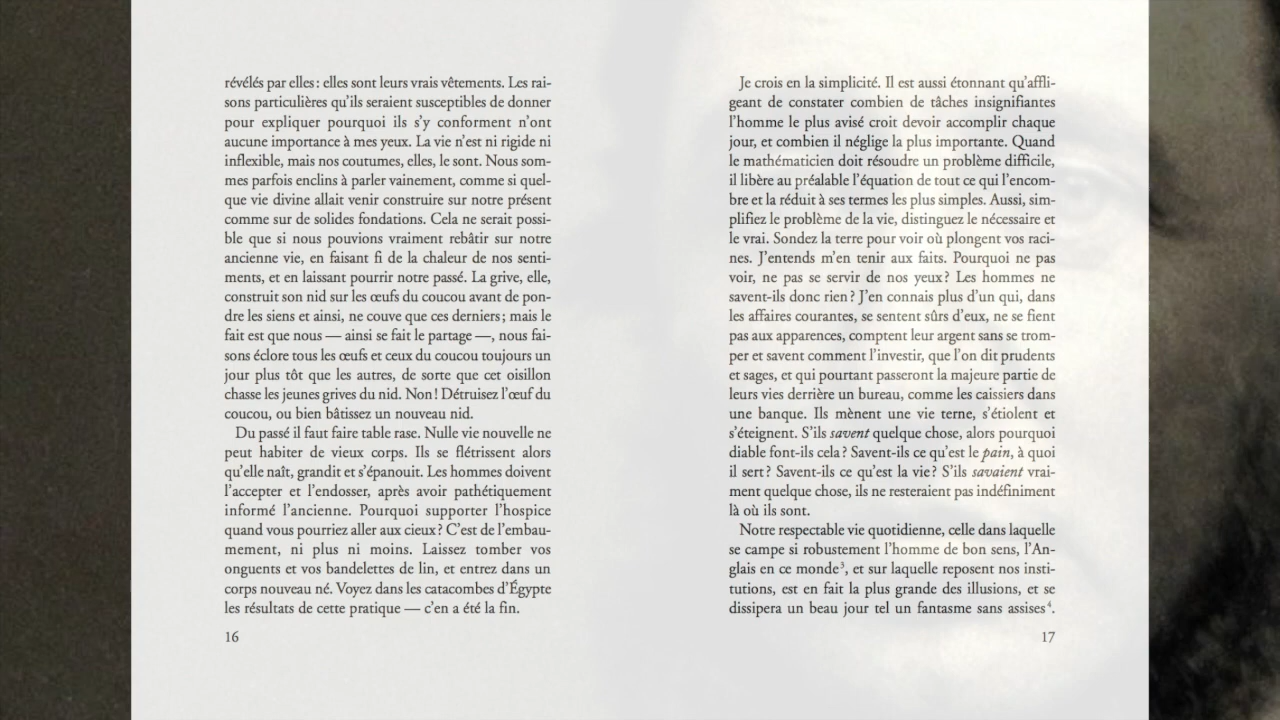 révélés par elles : elles sont leurs vrais vêtements. Les rai-
sons particulières qu’ils seraient susceptibles de donner
pour expliquer pourquoi ils s’y conforment n’ont
aucune importance à mes yeux. La vie n’est ni rigide ni
inflexible, mais nos coutumes, elles, le sont. Nous som-
mes parfois enclins à parler vainement, comme si quel-
que vie divine allait venir construire sur notre présent
comme sur de solides fondations. Cela ne serait possi-
ble que si nous pouvions vraiment rebâtir sur notre
ancienne vie, en faisant fi de la chaleur de nos senti-
ments, et en laissant pourrir notre passé. La grive, elle,
construit son nid sur les œufs du coucou avant de pon-
dre les siens et ainsi, ne couve que ces derniers ; mais le
fait est que nous — ainsi se fait le partage —, nous fai-
sons éclore tous les œufs et ceux du coucou toujours un
jour plus tôt que les autres, de sorte que cet oisillon
chasse les jeunes grives du nid. Non ! Détruisez l’œuf du
coucou, ou bien bâtissez un nouveau nid.
Du passé il faut faire table rase. Nulle vie nouvelle ne
peut habiter de vieux corps. Ils se flétrissent alors
qu’elle naît, grandit et s’épanouit. Les hommes doivent
l’accepter et l’endosser, après avoir pathétiquement
informé l’ancienne. Pourquoi supporter l’hospice
quand vous pourriez aller aux cieux ? C’est de l’embau-
mement, ni plus ni moins. Laissez tomber vos
onguents et vos bandelettes de lin, et entrez dans un
corps nouveau né. Voyez dans les catacombes d’Égypte
les résultats de cette pratique — c’en a été la fin.
16
Je crois en la simplicité. Il est aussi étonnant qu’affli-
geant de constater combien de tâches insignifiantes
l’homme le plus avisé croit devoir accomplir chaque
jour, et combien il néglige la plus importante. Quand
le mathématicien doit résoudre un problème difficile,
il libère au préalable l’équation de tout ce qui l’encom-
bre et la réduit à ses termes les plus simples. Aussi, sim-
plifiez le problème de la vie, distinguez le nécessaire et
le vrai. Sondez la terre pour voir où plongent vos raci-
nes. J’entends m’en tenir aux faits. Pourquoi ne pas
voir, ne pas se servir de nos yeux ? Les hommes ne
savent-ils donc rien ? J’en connais plus d’un qui, dans
les affaires courantes, se sentent sûrs d’eux, ne se fient
pas aux apparences, comptent leur argent sans se trom-
per et savent comment l’investir, que l’on dit prudents
et sages, et qui pourtant passeront la majeure partie de
leurs vies derrière un bureau, comme les caissiers dans
une banque. Ils mènent une vie terne, s’étiolent et
s’éteignent. S’ils savent quelque chose, alors pourquoi
diable font-ils cela ? Savent-ils ce qu’est le pain, à quoi
il sert ? Savent-ils ce qu’est la vie ? S’ils savaient vrai-
ment quelque chose, ils ne resteraient pas indéfiniment
là où ils sont.
Notre respectable vie quotidienne, celle dans laquelle
se campe si robustement l’homme de bon sens, l’An-
glais en ce monde³, et sur laquelle reposent nos insti-
tutions, est en fait la plus grande des illusions, et se
dissipera un beau jour tel un fantasme sans assises⁴.
17